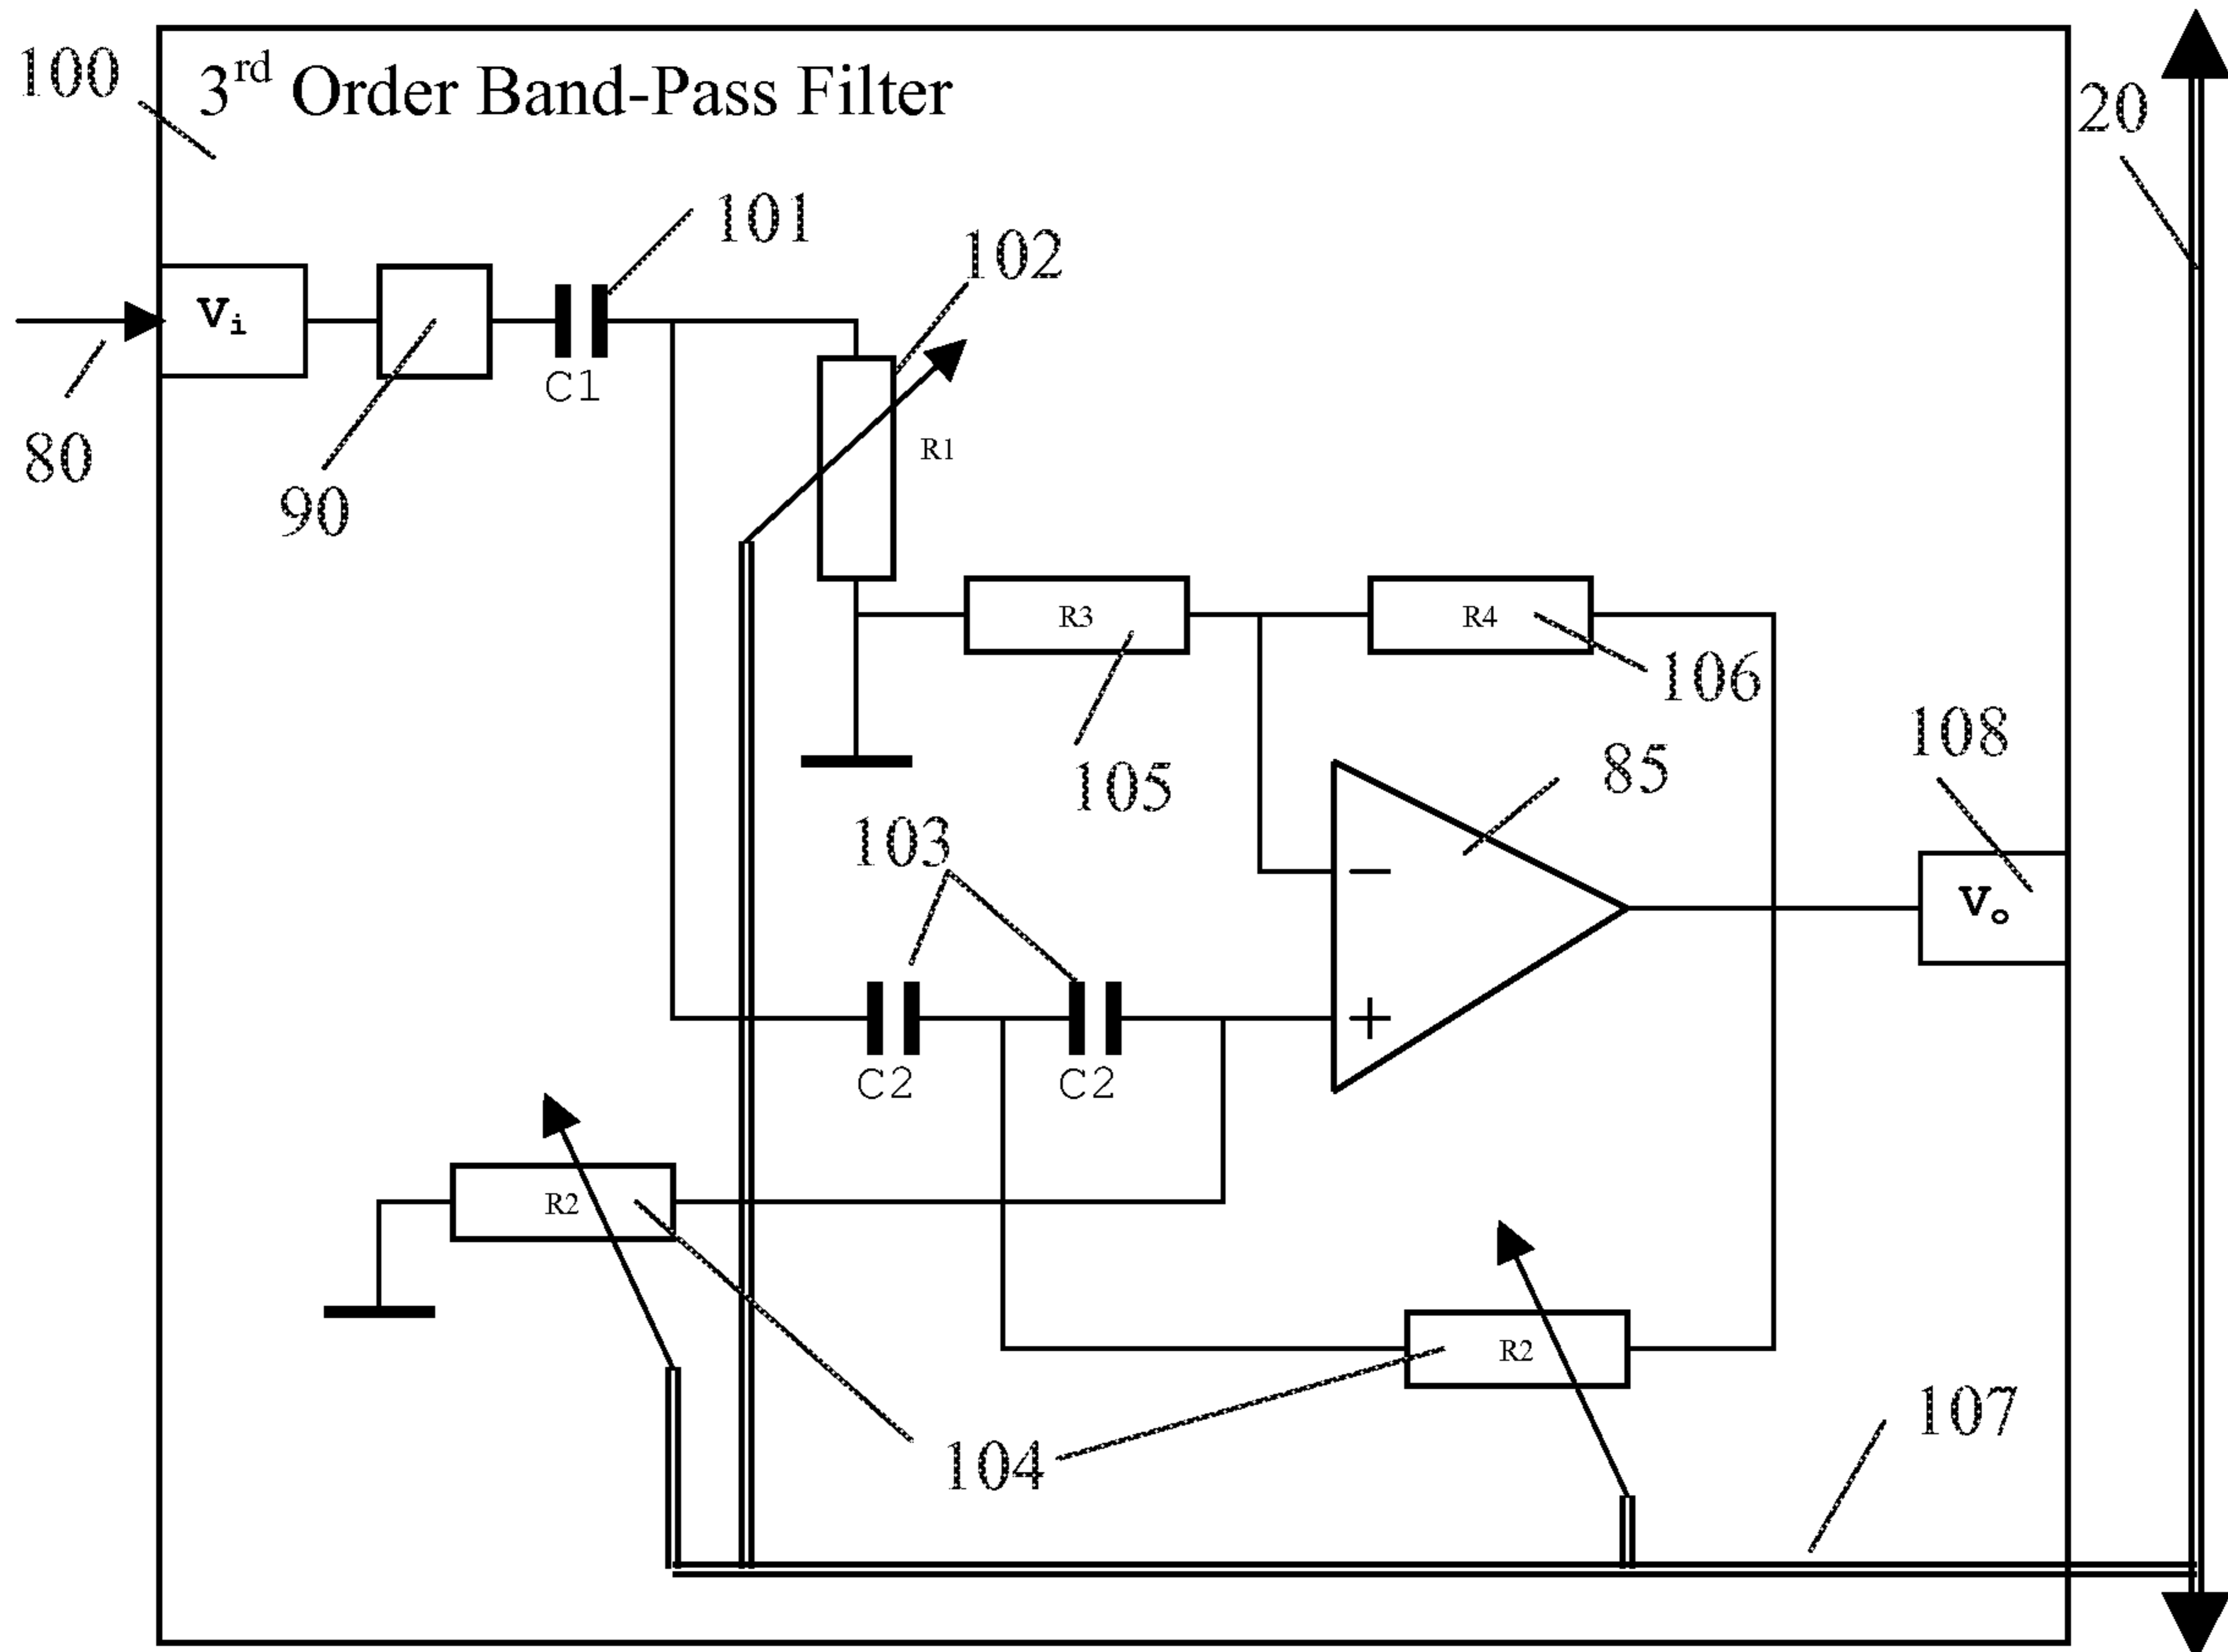 100
3rd Order Band-Pass Filter
20
101
102
vi
C1
80
90
R1
R3
R4
106
105
85
108
103
−
vo
+
C2
C2
R2
R2
104
107